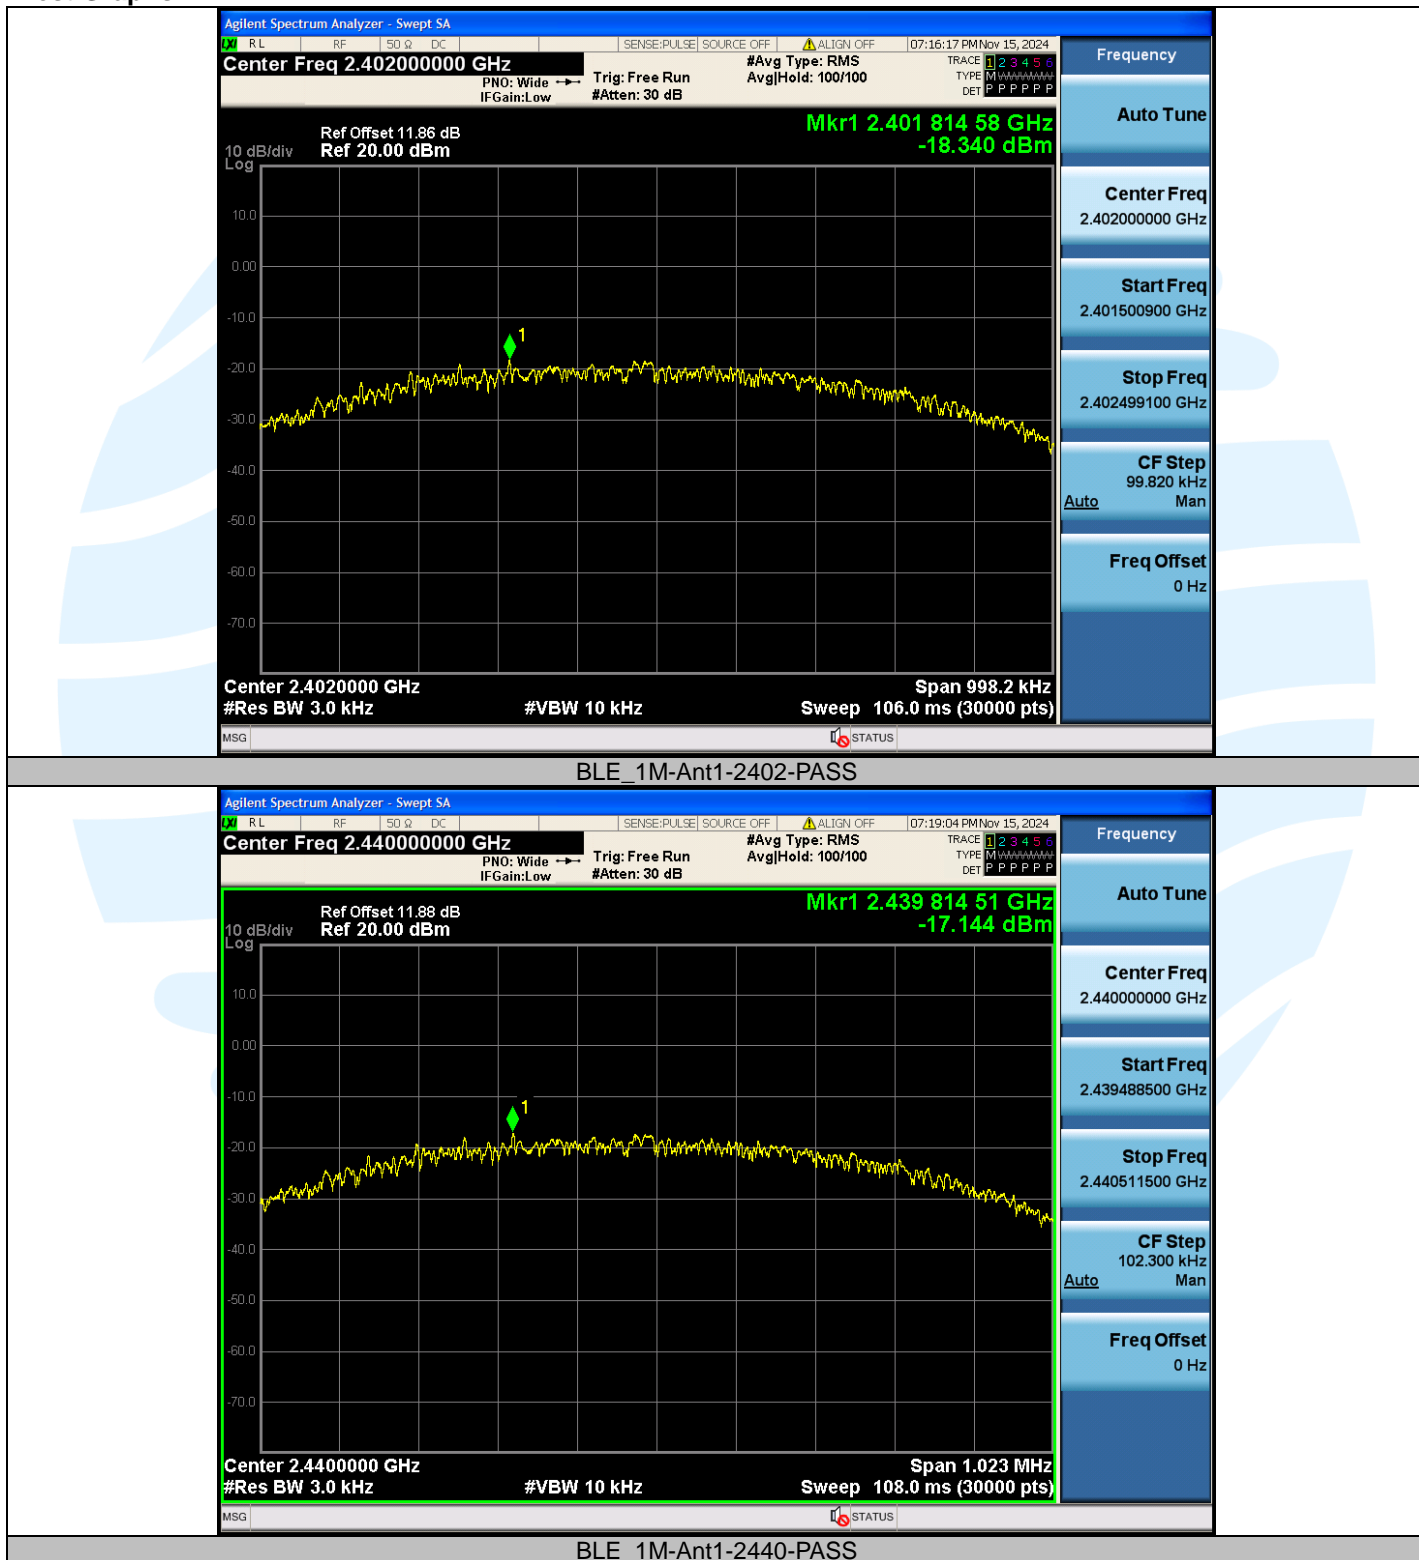 Agilent Spectrum Analyzer - Swept SA
LXI RL RF 50 Ω DC SENSE:PULSE SOURCE OFF ALIGN OFF 07:16:17 PM Nov 15, 2024
Center Freq 2.402000000 GHz
PNO: Wide
IFGain:Low
Trig: Free Run
#Atten: 30 dB
#Avg Type: RMS
Avg|Hold: 100/100
TRACE 1 2 3 4 5 6
TYPE M WWWWW
DET P P P P P P
Ref Offset 11.86 dB
10 dB/div Ref 20.00 dBm
Log
Mkr1 2.401 814 58 GHz
-18.340 dBm
10.0
0.00
-10.0
1
-20.0
-30.0
-40.0
-50.0
-60.0
-70.0
Center 2.4020000 GHz Span 998.2 kHz
#Res BW 3.0 kHz #VBW 10 kHz Sweep 106.0 ms (30000 pts)
MSG STATUS
Frequency
Auto Tune
Center Freq
2.402000000 GHz
Start Freq
2.401500900 GHz
Stop Freq
2.402499100 GHz
CF Step
99.820 kHz
Auto Man
Freq Offset
0 Hz
BLE_1M-Ant1-2402-PASS
Agilent Spectrum Analyzer - Swept SA
LXI RL RF 50 Ω DC SENSE:PULSE SOURCE OFF ALIGN OFF 07:19:04 PM Nov 15, 2024
Center Freq 2.440000000 GHz
PNO: Wide
IFGain:Low
Trig: Free Run
#Atten: 30 dB
#Avg Type: RMS
Avg|Hold: 100/100
TRACE 1 2 3 4 5 6
TYPE M WWWWW
DET P P P P P P
Ref Offset 11.88 dB
10 dB/div Ref 20.00 dBm
Log
Mkr1 2.439 814 51 GHz
-17.144 dBm
10.0
0.00
-10.0
1
-20.0
-30.0
-40.0
-50.0
-60.0
-70.0
Center 2.4400000 GHz Span 1.023 MHz
#Res BW 3.0 kHz #VBW 10 kHz Sweep 108.0 ms (30000 pts)
MSG STATUS
Frequency
Auto Tune
Center Freq
2.440000000 GHz
Start Freq
2.439488500 GHz
Stop Freq
2.440511500 GHz
CF Step
102.300 kHz
Auto Man
Freq Offset
0 Hz
BLE_1M-Ant1-2440-PASS